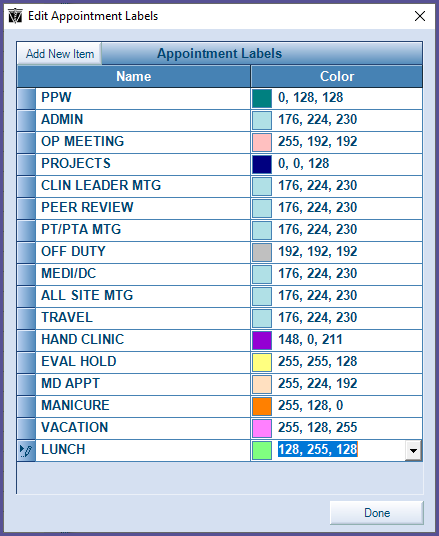 Edit Appointment Labels
Add New Item Appointment Labels
Name Color
PPW 0, 128, 128
ADMIN 176, 224, 230
OP MEETING 255, 192, 192
PROJECTS 0, 0, 128
CLIN LEADER MTG 176, 224, 230
PEER REVIEW 176, 224, 230
PT/PTA MTG 176, 224, 230
OFF DUTY 192, 192, 192
MEDI/DC 176, 224, 230
ALL SITE MTG 176, 224, 230
TRAVEL 176, 224, 230
HAND CLINIC 148, 0, 211
EVAL HOLD 255, 255, 128
MD APPT 255, 224, 192
MANICURE 255, 128, 0
VACATION 255, 128, 255
LUNCH 128, 255, 128
Done